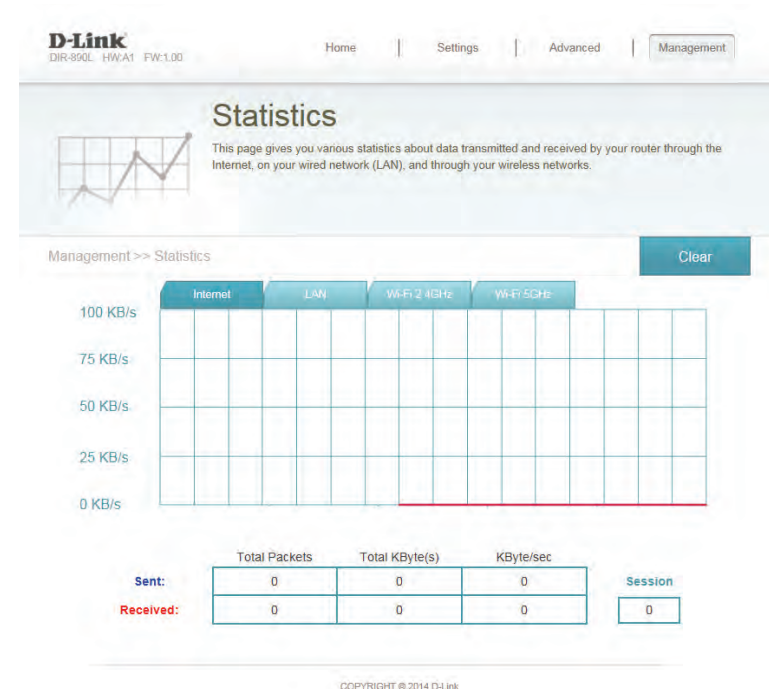 D-Link
DIR-890L HW:A1 FW:1.00
Home | Settings | Advanced | Management
Statistics
This page gives you various statistics about data transmitted and received by your router through the
Internet, on your wired network (LAN), and through your wireless networks.
Management >> Statistics
Clear
Internet LAN Wi-Fi 2.4GHz Wi-Fi 5GHz
100 KB/s
75 KB/s
50 KB/s
25 KB/s
0 KB/s
Total Packets Total KByte(s) KByte/sec
Sent: 0 0 0 Session
Received: 0 0 0 0
COPYRIGHT © 2014 D-Link